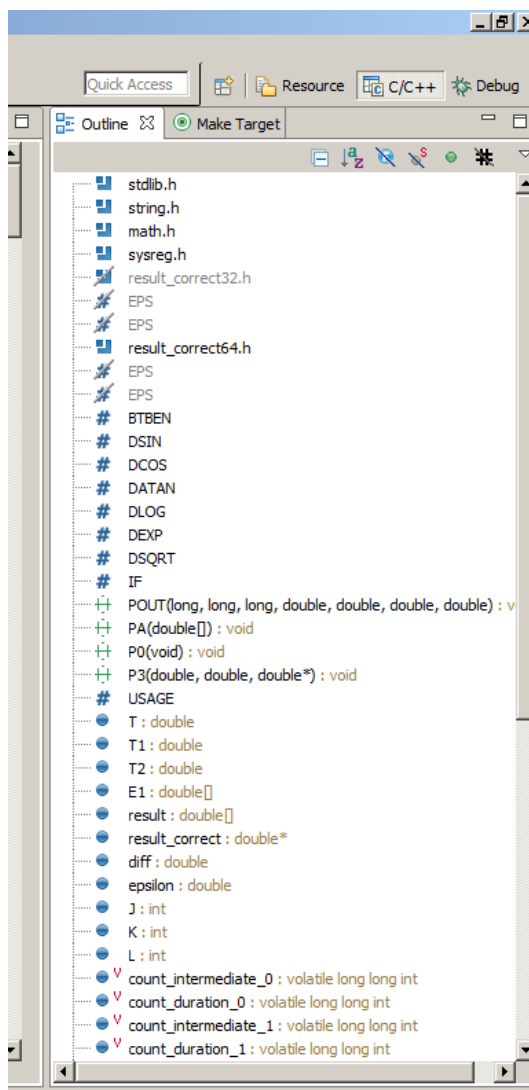 Quick Access Resource C/C++ Debug
Outline Make Target
stdlib.h
string.h
math.h
sysreg.h
result_correct32.h
EPS
EPS
result_correct64.h
EPS
EPS
BTBEN
DSIN
DCOS
DATAN
DLOG
DEXP
DSQRT
IF
POUT(long, long, long, double, double, double, double) : v
PA(double[]) : void
P0(void) : void
P3(double, double, double*) : void
USAGE
T : double
T1 : double
T2 : double
E1 : double[]
result : double[]
result_correct : double*
diff : double
epsilon : double
J : int
K : int
L : int
count_intermediate_0 : volatile long long int
count_duration_0 : volatile long long int
count_intermediate_1 : volatile long long int
count_duration_1 : volatile long long int